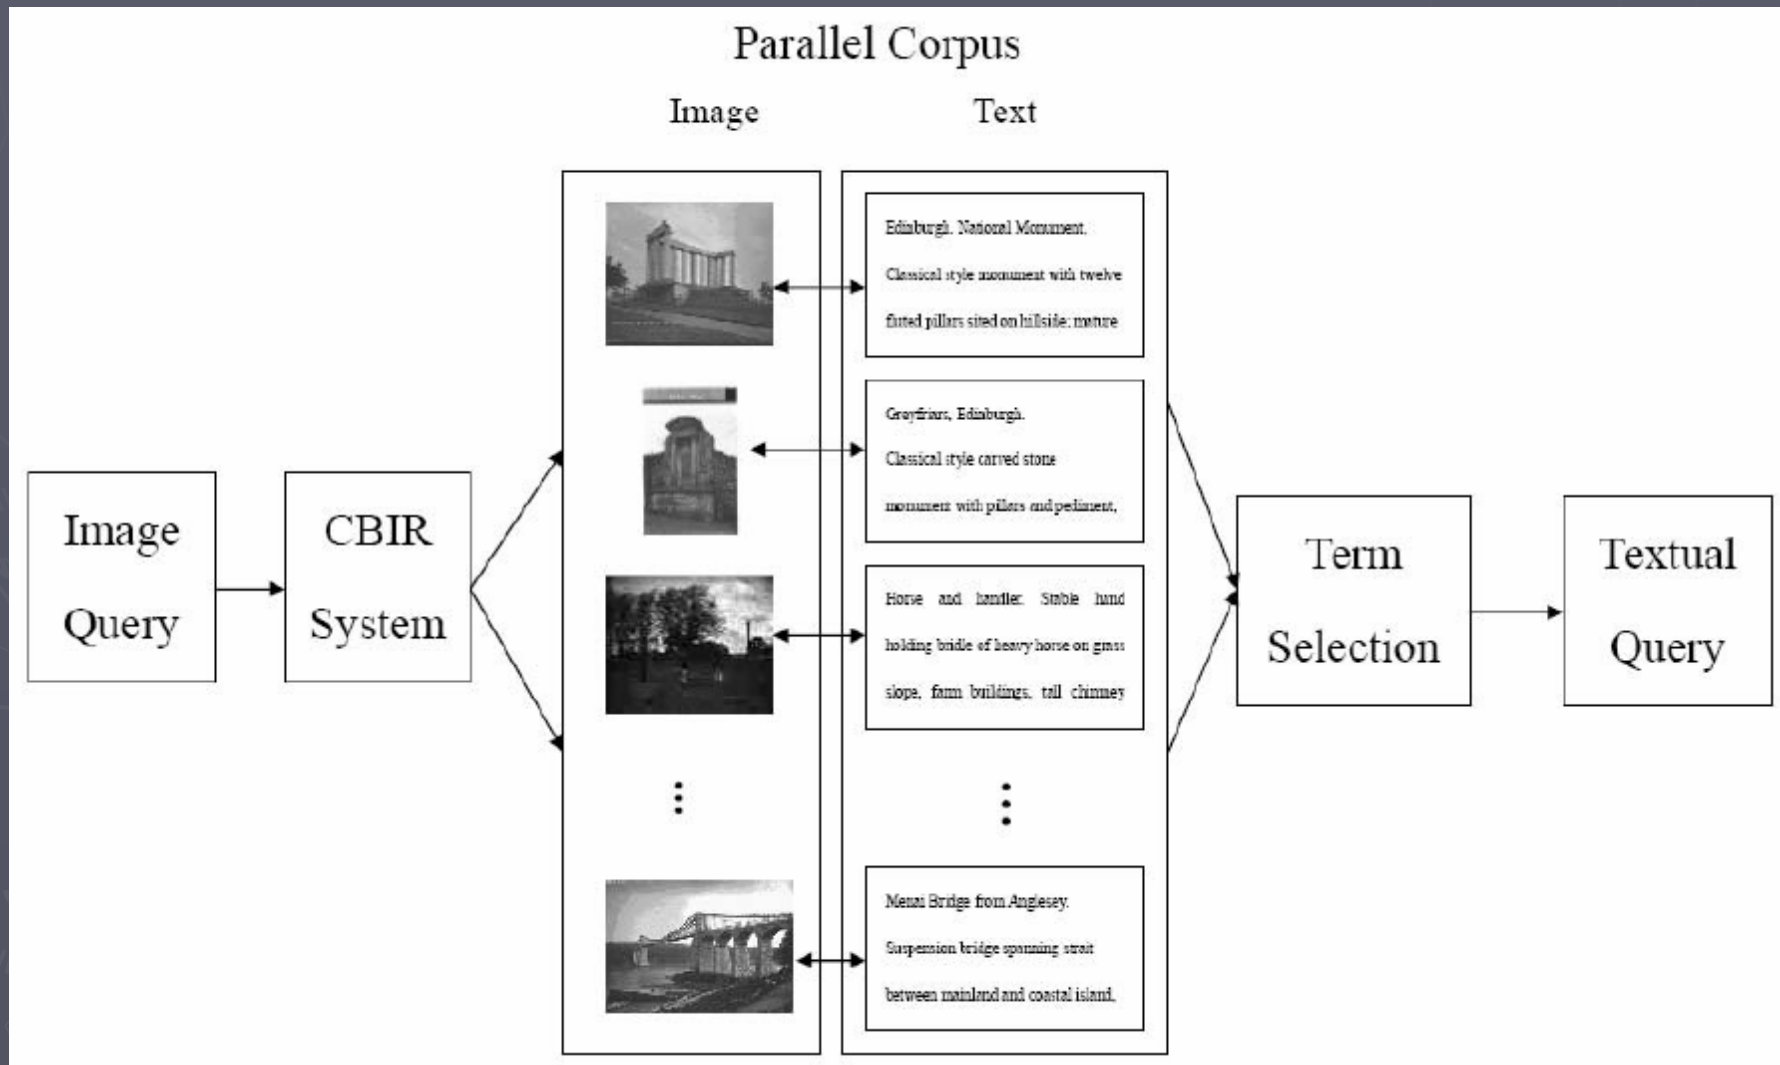 Parallel Corpus
Image
Text
Image
Query
CBIR
System
Edinburgh. National Monument.
Classical style monument with twelve
fluted pillars sited on hillside; mature
Greyfriars, Edinburgh.
Classical style carved stone
monument with pillars and pediment,
Horse and handler. Stable hand
holding bridle of heavy horse on grass
slope, farm buildings, tall chimney
Menai Bridge from Anglesey.
Suspension bridge spanning strait
between mainland and coastal island,
Term
Selection
Textual
Query